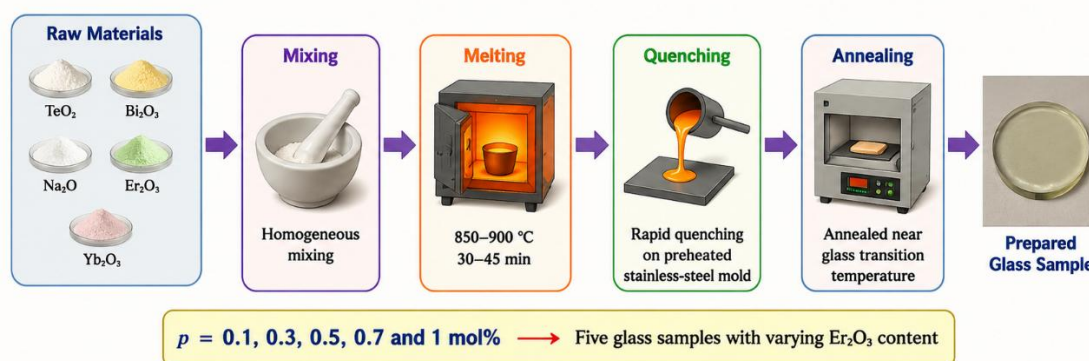 Raw Materials
TeO₂
Bi₂O₃
Na₂O
Er₂O₃
Yb₂O₃
Mixing
Homogeneous
mixing
Melting
850–900 °C
30–45 min
Quenching
Rapid quenching
on preheated
stainless-steel mold
Annealing
Annealed near
glass transition
temperature
Prepared
Glass Sample
p = 0.1, 0.3, 0.5, 0.7 and 1 mol% → Five glass samples with varying Er₂O₃ content